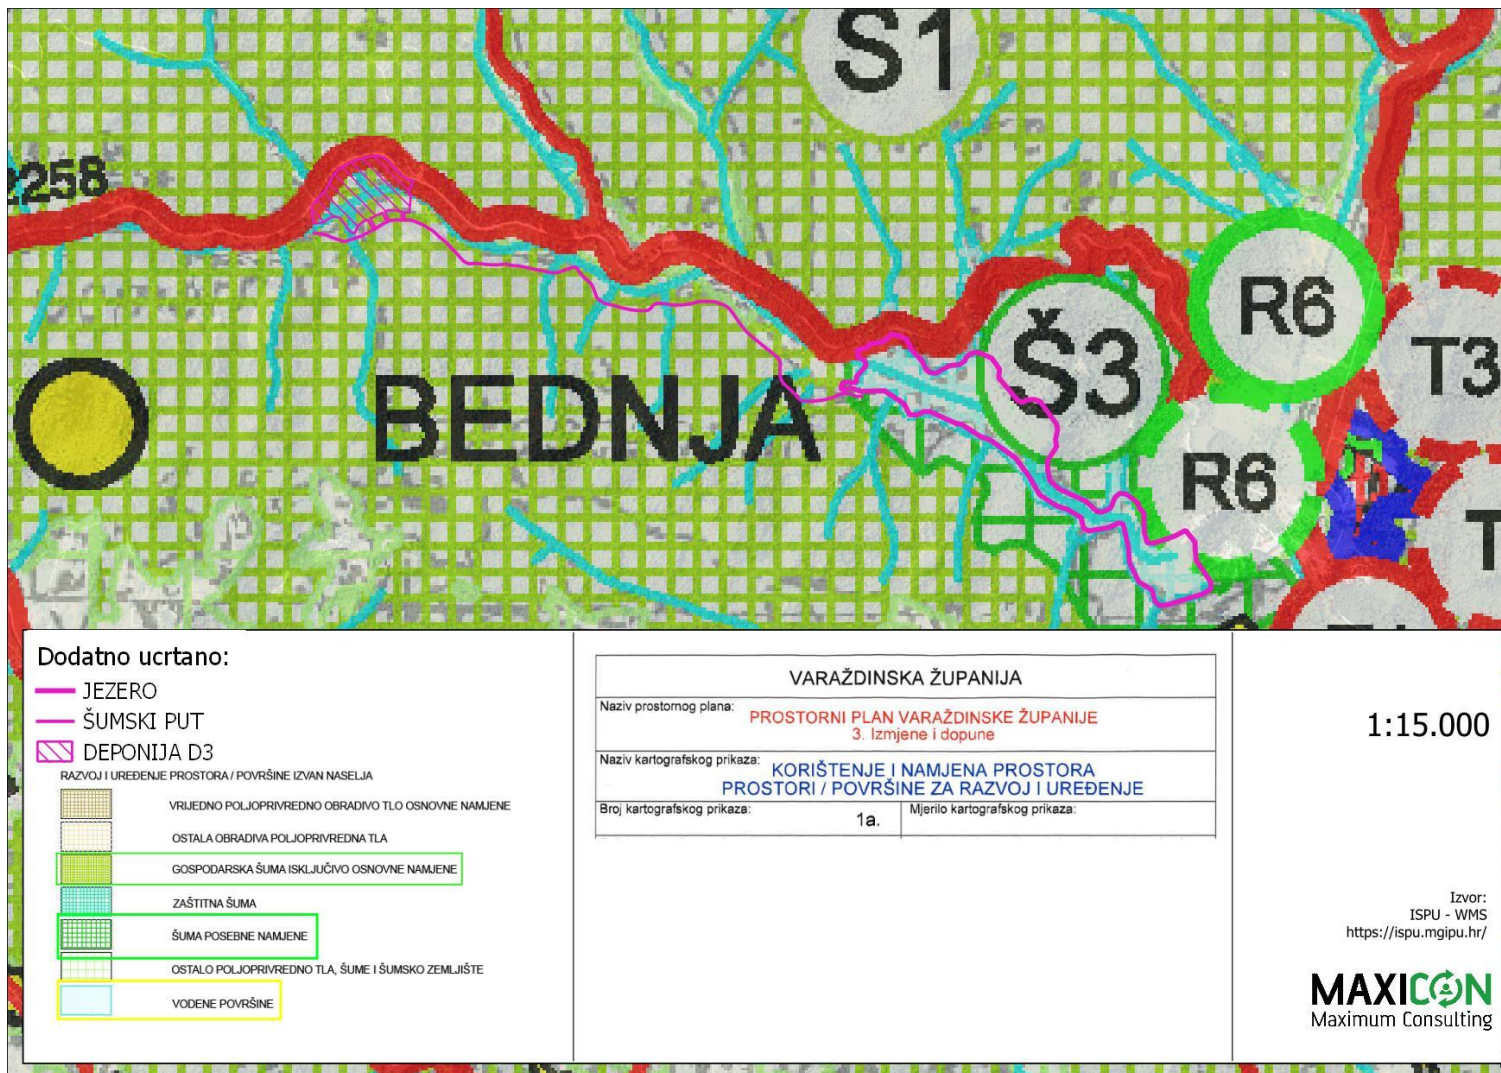 S1
2258
R6
Š3
T3
BEDNJA
R6
T
Dodatno ucrtano:
JEZERO
ŠUMSKI PUT
DEPONIJA D3
RAZVOJ I UREĐENJE PROSTORA / POVRŠINE IZVAN NASELJA
VRIJEDNO POLJOPRIVREDNO OBRADIVO TLO OSNOVNE NAMJENE
OSTALA OBRADIVA POLJOPRIVREDNA TLA
GOSPODARSKA ŠUMA ISKLJUČIVO OSNOVNE NAMJENE
ZAŠTITNA ŠUMA
ŠUMA POSEBNE NAMJENE
OSTALO POLJOPRIVREDNO TLA, ŠUME I ŠUMSKO ZEMLJIŠTE
VODENE POVRŠINE
VARAŽDINSKA ŽUPANIJA
Naziv prostornog plana:
PROSTORNI PLAN VARAŽDINSKE ŽUPANIJE
3. Izmjene i dopune
Naziv kartografskog prikaza:
KORIŠTENJE I NAMJENA PROSTORA
PROSTORI / POVRŠINE ZA RAZVOJ I UREĐENJE
Broj kartografskog prikaza:
1a.
Mjerilo kartografskog prikaza:
1:15.000
Izvor:
ISPU - WMS
https://ispu.mgipu.hr/
MAXICON
Maximum Consulting